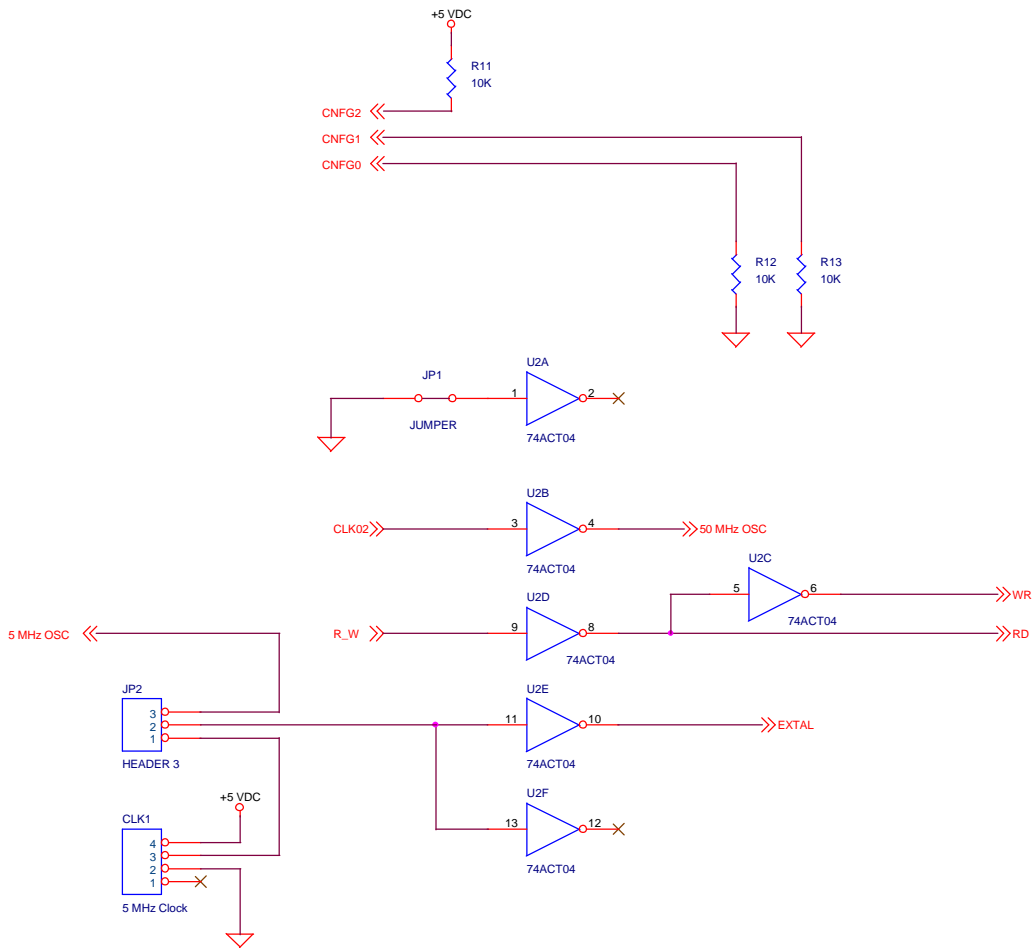 +5 VDC
R11
10K
CNFG2
CNFG1
CNFG0
R12
10K
R13
10K
U2A
JP1
1
2
JUMPER
74ACT04
U2B
CLK02
3
4
50 MHz OSC
74ACT04
U2C
5
6
WR
74ACT04
U2D
5 MHz OSC
R_W
9
8
RD
74ACT04
JP2
3
2
1
HEADER 3
U2E
11
10
EXTAL
74ACT04
+5 VDC
U2F
13
12
74ACT04
CLK1
4
3
2
1
5 MHz Clock